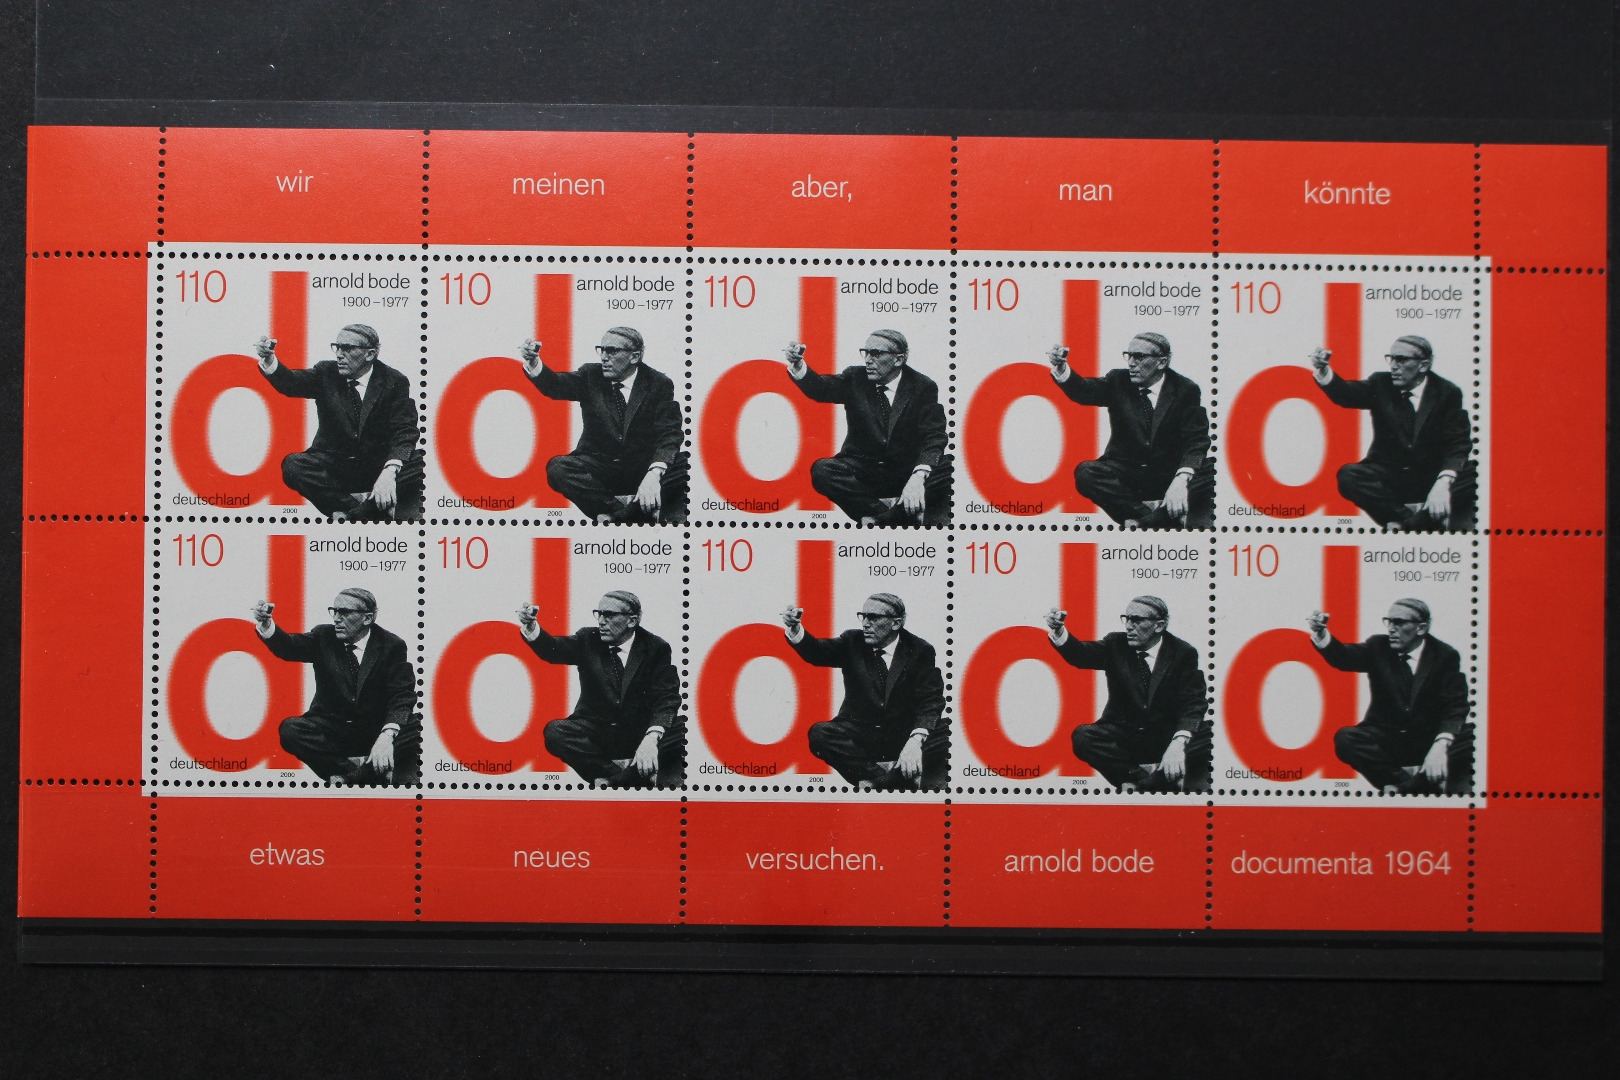 wir meinen aber, man könnte
110 arnold bode 110 arnold bode 110 arnold bode 110 arnold bode 110 arnold bode
1900–1977 1900–1977 1900–1977 1900–1977 1900–1977
deutschland deutschland deutschland deutschland deutschland
2000 2000 2000 2000 2000
110 arnold bode 110 arnold bode 110 arnold bode 110 arnold bode 110 arnold bode
1900–1977 1900–1977 1900–1977 1900–1977 1900–1977
deutschland deutschland deutschland deutschland deutschland
2000 2000 2000 2000 2000
etwas neues versuchen. arnold bode documenta 1964